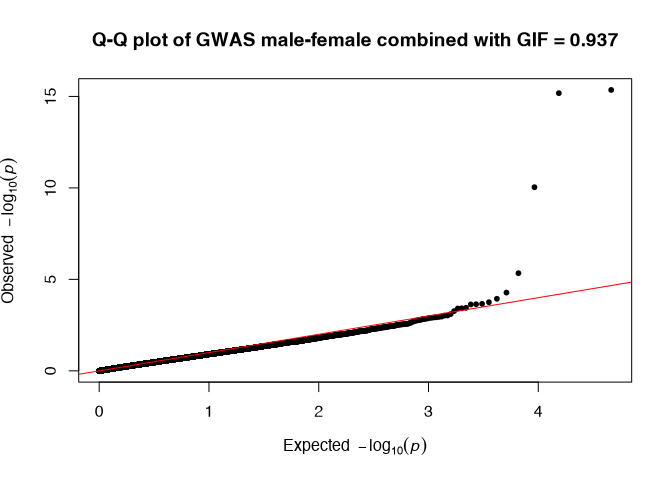 Q-Q plot of GWAS male-female combined with GIF = 0.937
Observed −log10(p)
15
10
5
0
0 1 2 3 4
Expected −log10(p)